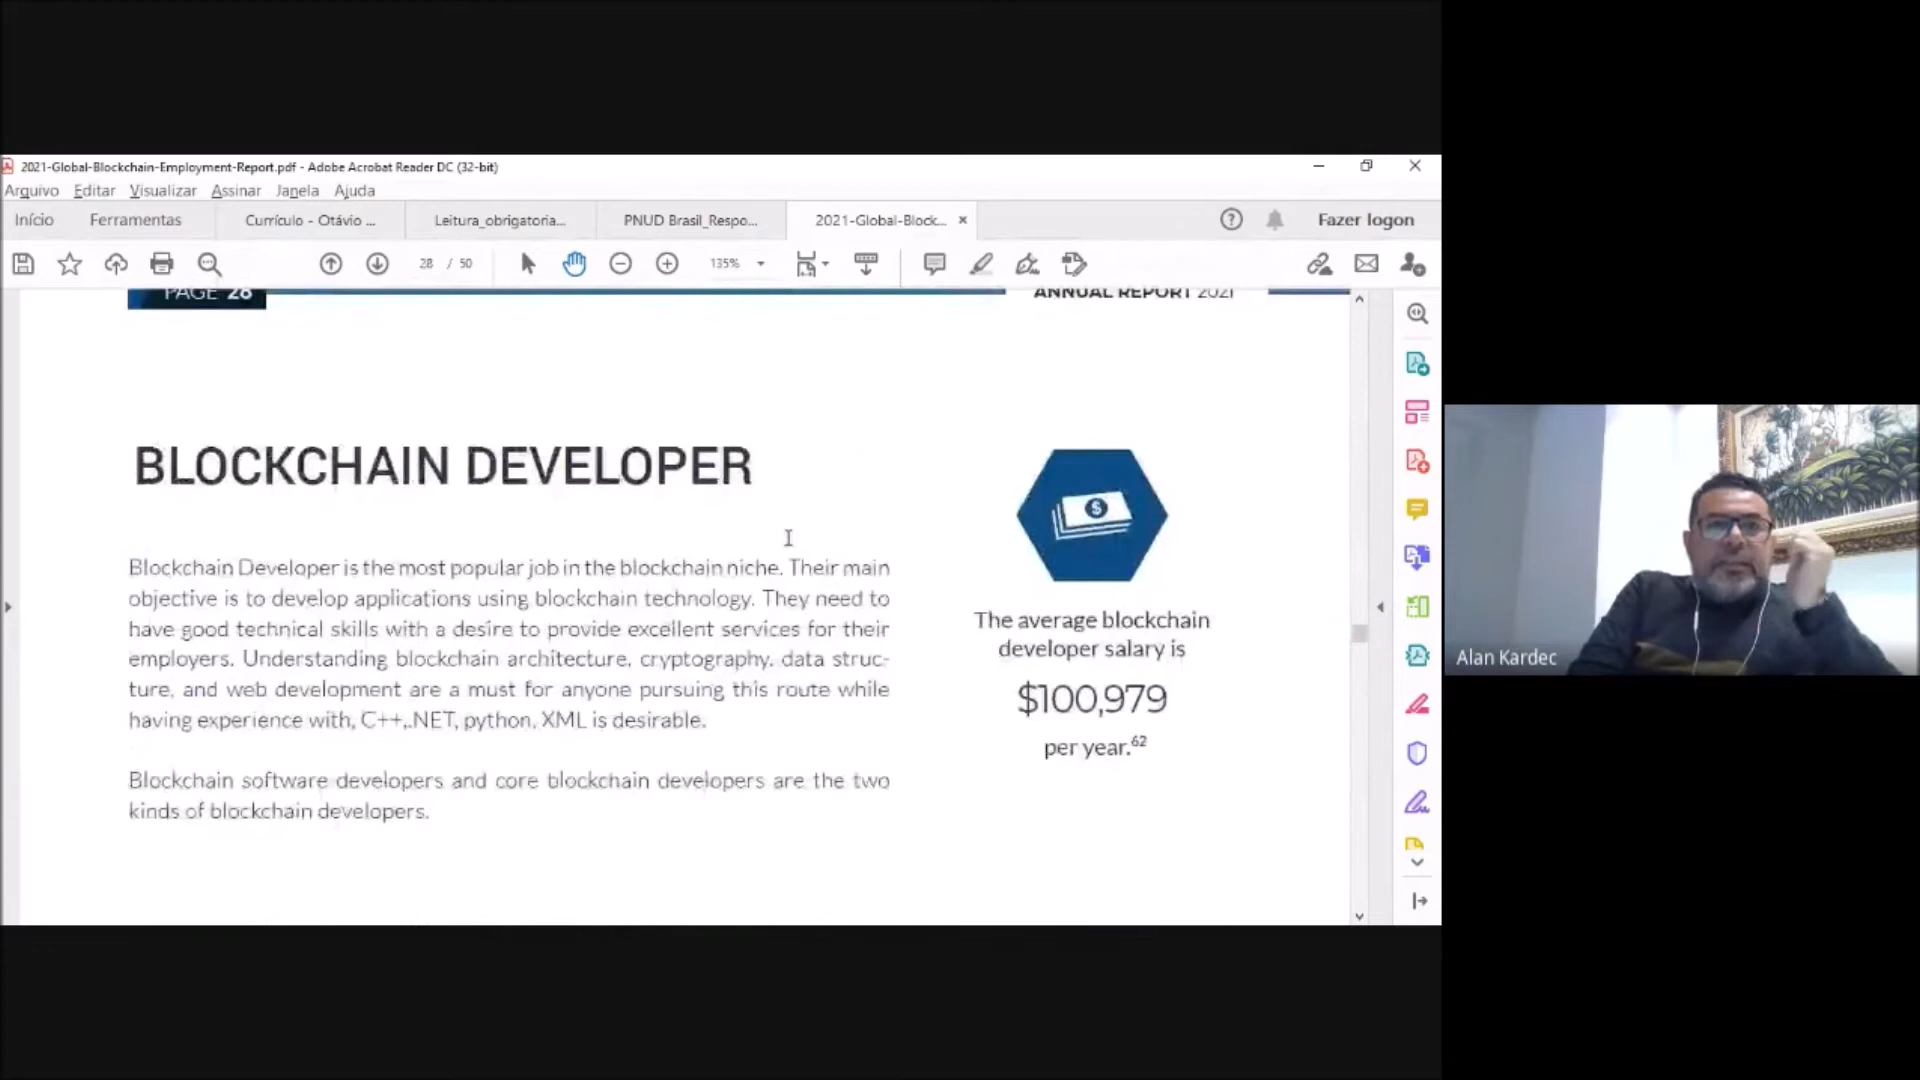 2021-Global-Blockchain-Employment-Report.pdf - Adobe Acrobat Reader DC (32-bit)
Arquivo Editar Visualizar Assinar Janela Ajuda
Início Ferramentas Currículo - Otávio ... Leitura_obrigatoria... PNUD Brasil_Respo... 2021-Global-Block... × Fazer logon
28 / 50 135%
PAGE 28 ANNUAL REPORT 2021
BLOCKCHAIN DEVELOPER
Blockchain Developer is the most popular job in the blockchain niche. Their main
objective is to develop applications using blockchain technology. They need to
have good technical skills with a desire to provide excellent services for their
employers. Understanding blockchain architecture, cryptography, data struc-
ture, and web development are a must for anyone pursuing this route while
having experience with, C++,.NET, python, XML is desirable.
Blockchain software developers and core blockchain developers are the two
kinds of blockchain developers.
$
The average blockchain
developer salary is
$100,979
per year.62
Alan Kardec